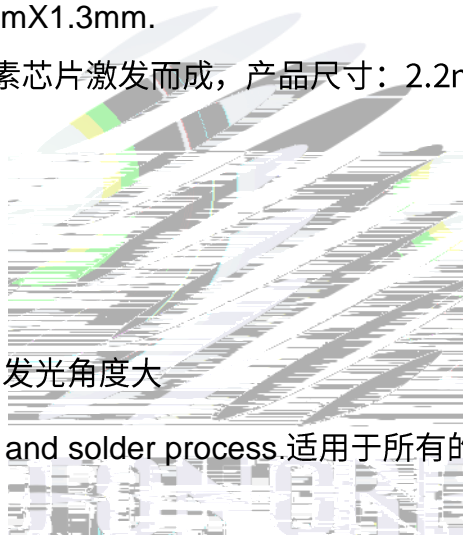 mX1.3mm.
素芯片激发而成，产品尺寸：2.2m
发光角度大
and solder process.适用于所有的